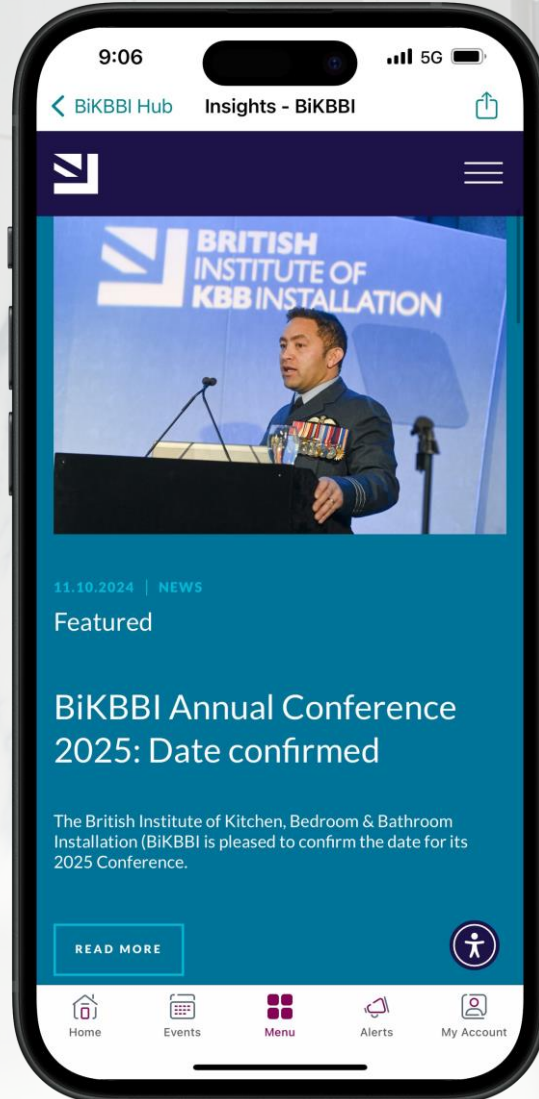 9:06
5G
BiKBBI Hub
Insights - BiKBBI
BRITISH
INSTITUTE OF
KBB INSTALLATION
11.10.2024 | NEWS
Featured
BiKBBI Annual Conference
2025: Date confirmed
The British Institute of Kitchen, Bedroom & Bathroom
Installation (BiKBBI is pleased to confirm the date for its
2025 Conference.
READ MORE
Home
Events
Menu
Alerts
My Account